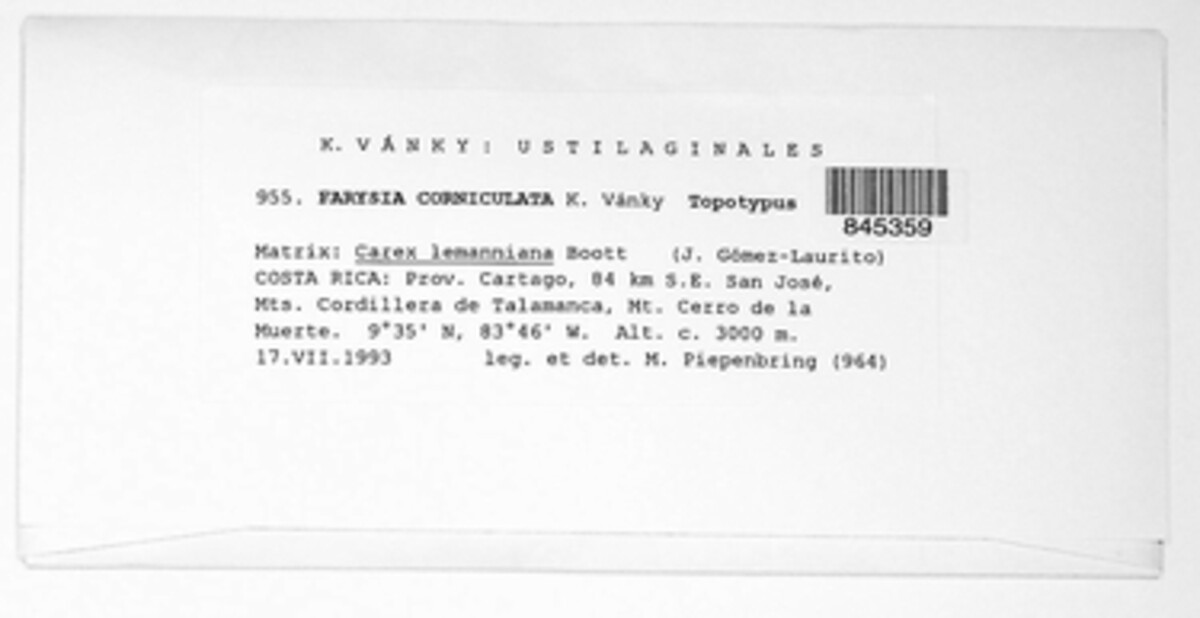 K. VÁNKY: USTILAGINALES
955. FARYSIA CORNICULATA K. Vánky Topotypus
845359
Matrix: Carex lemanniana Boott (J. Gómez-Laurito)
COSTA RICA: Prov. Cartago, 84 km S.E. San José,
Mts. Cordillera de Talamanca, Mt. Cerro de la
Muerte. 9°35' N, 83°46' W. Alt. c. 3000 m.
17.VII.1993 leg. et det. M. Piepenbring (964)